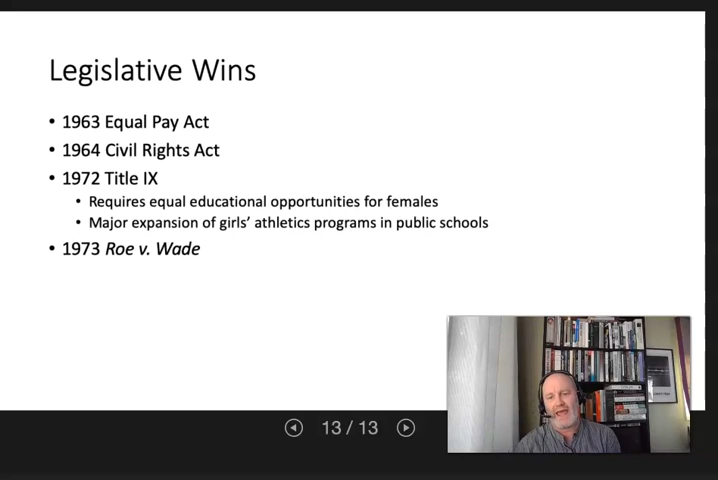 Legislative Wins
• 1963 Equal Pay Act
• 1964 Civil Rights Act
• 1972 Title IX
• Requires equal educational opportunities for females
• Major expansion of girls' athletics programs in public schools
• 1973 Roe v. Wade
13 / 13